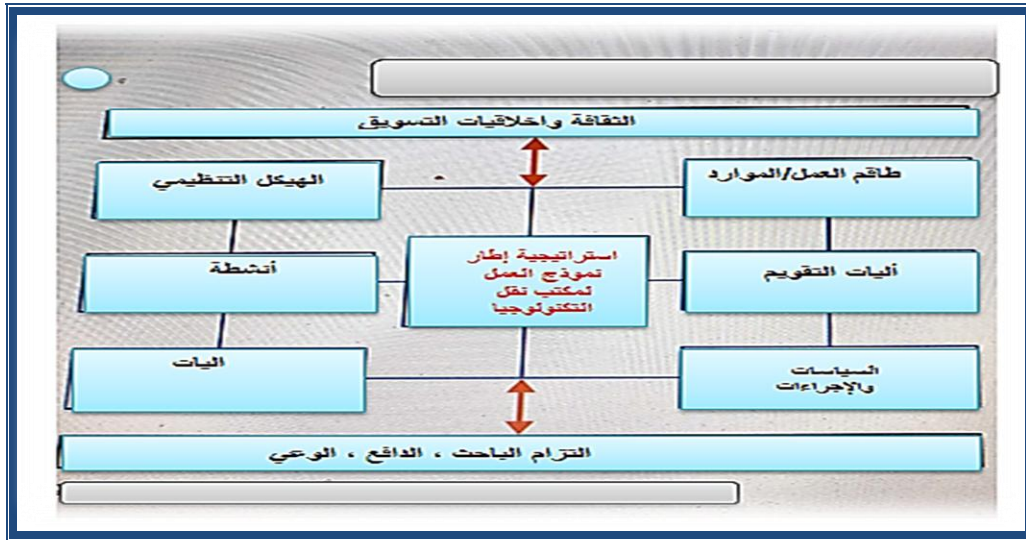 الثقافة واخلاقيات التسويق
طاقم العمل/الموارد
الهيكل التنظيمي
استراتيجية إطار
نموذج العمل
لمكتب نقل
التكنولوجيا
أليات التقويم
أنشطة
السياسات
والإجراءات
اليات
التزام الباحث ، الدافع ، الوعي